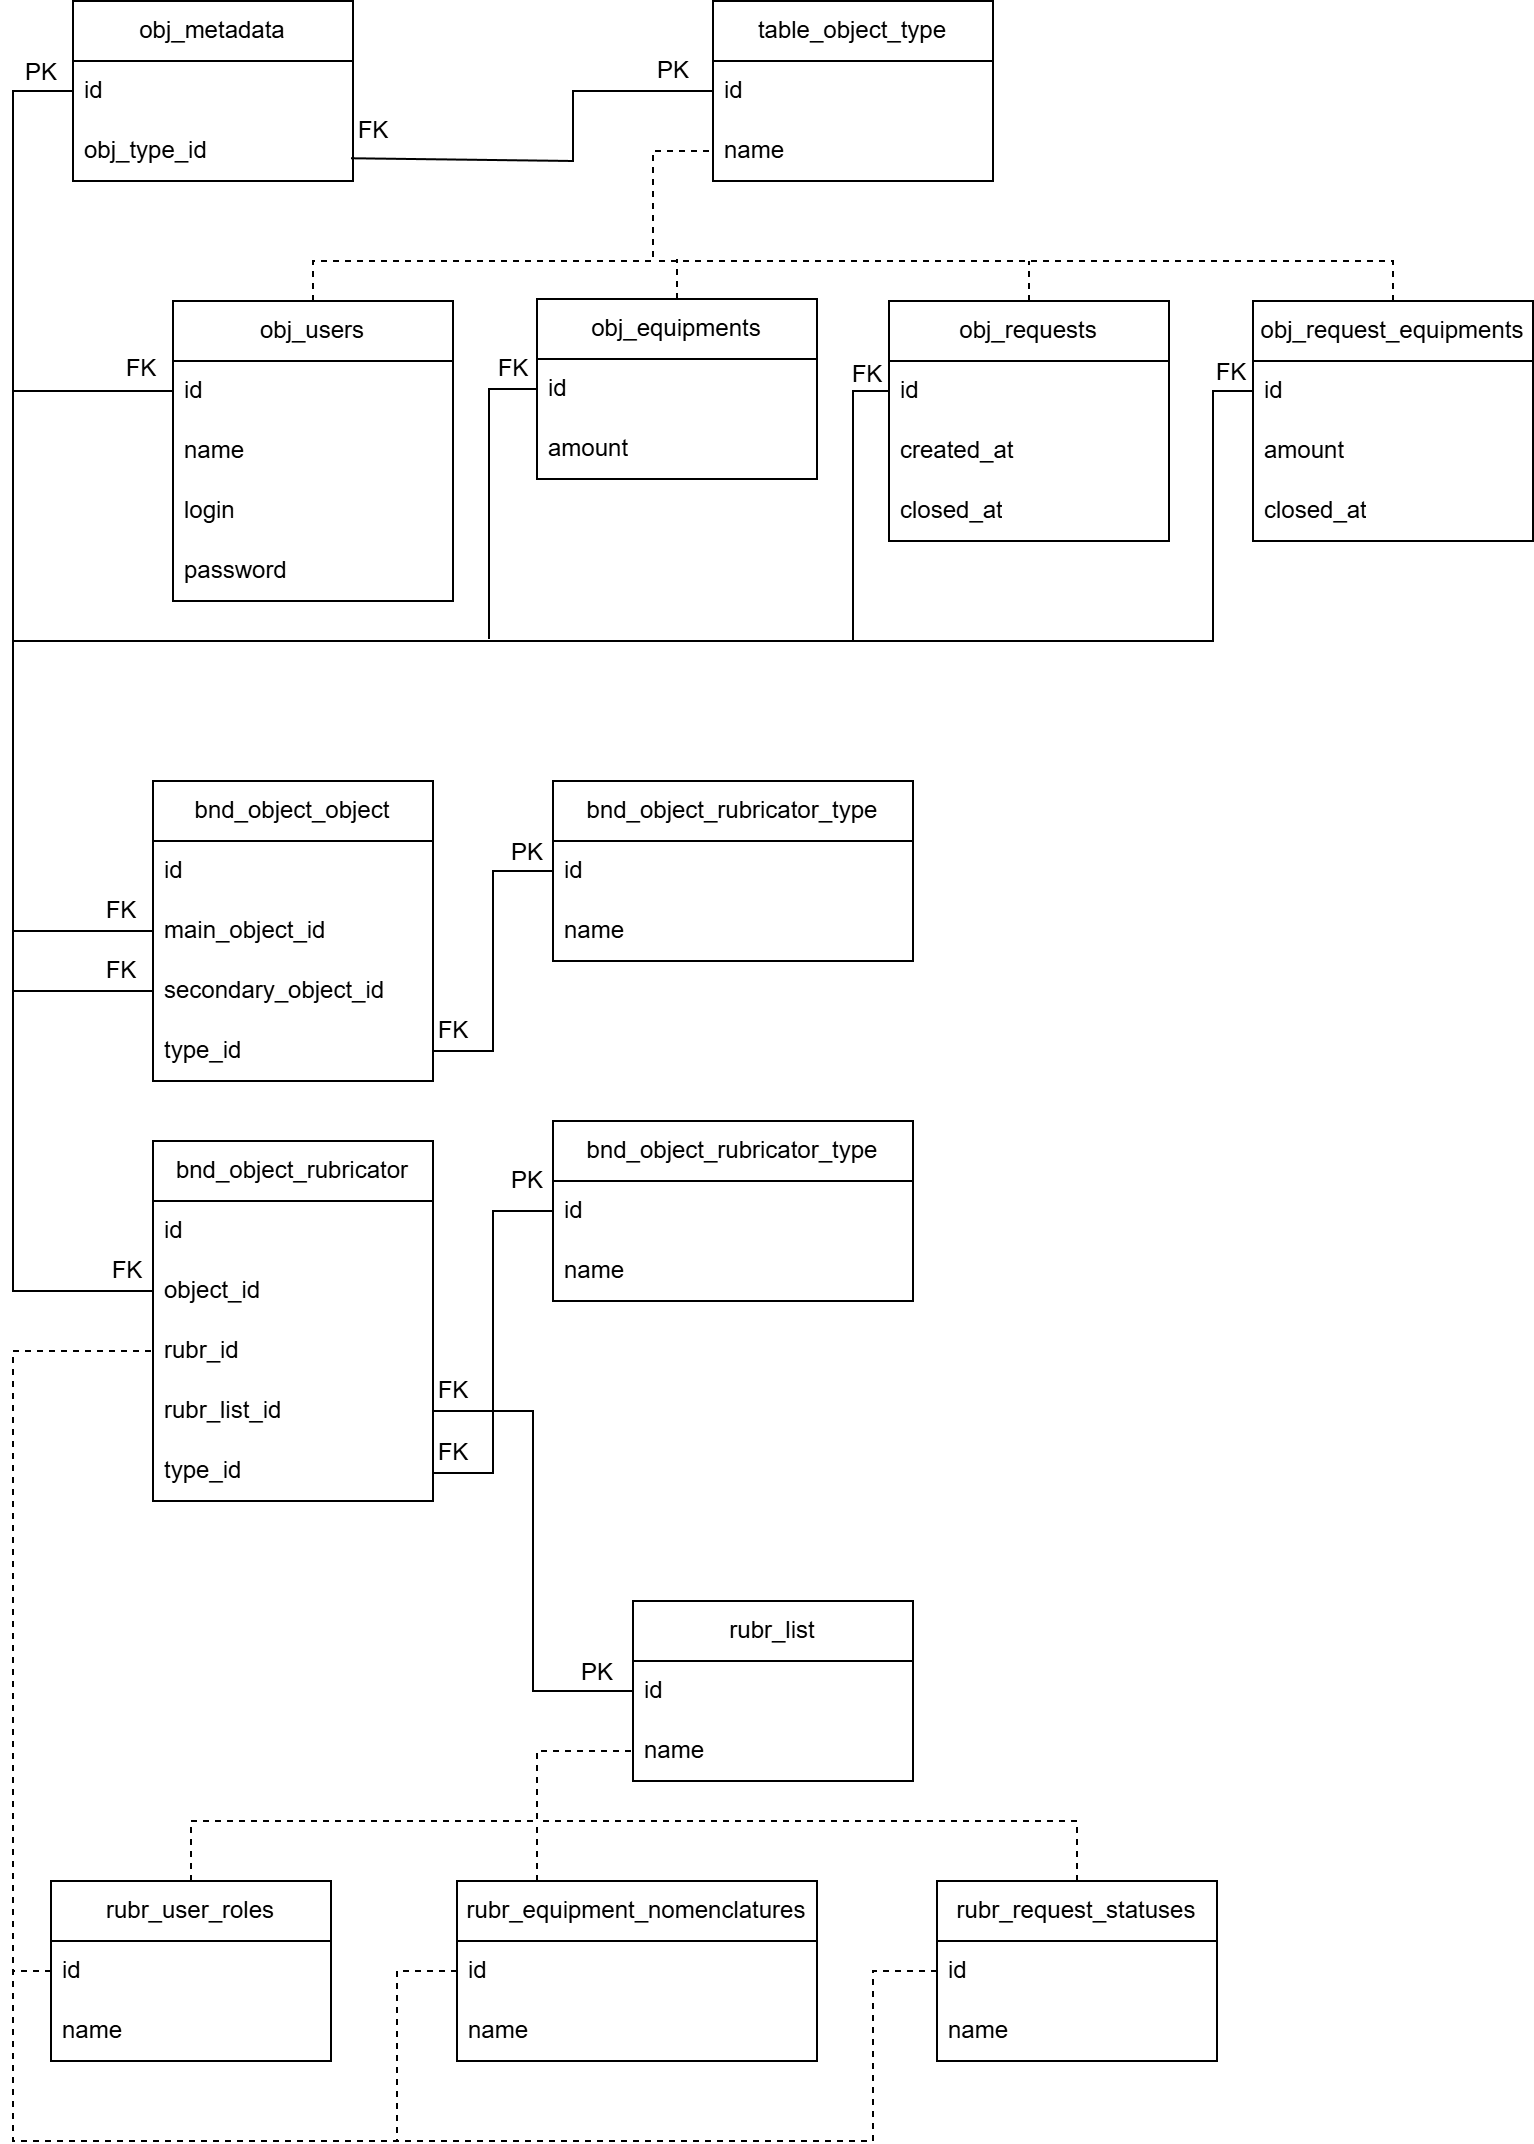 obj_metadata
table_object_type
PK
id
FK
obj_type_id
PK
id
name
obj_users
FK
id
name
login
password
obj_equipments
FK
id
amount
obj_requests
FK
id
created_at
closed_at
obj_request_equipments
FK
id
amount
closed_at
bnd_object_object
id
FK
main_object_id
FK
secondary_object_id
FK
type_id
bnd_object_rubricator_type
PK
id
name
bnd_object_rubricator
id
FK
object_id
rubr_id
FK
rubr_list_id
FK
type_id
bnd_object_rubricator_type
PK
id
name
rubr_list
PK
id
name
rubr_user_roles
id
name
rubr_equipment_nomenclatures
id
name
rubr_request_statuses
id
name